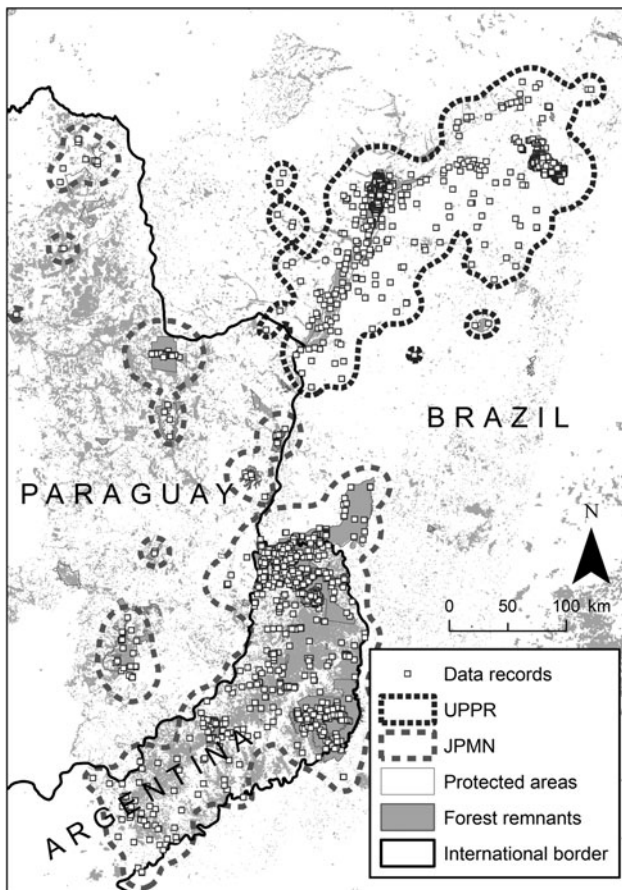 BRAZIL
PARAGUAY
N
0 50 100 km
ARGENTINA
Data records
UPPR
JPMN
Protected areas
Forest remnants
International border